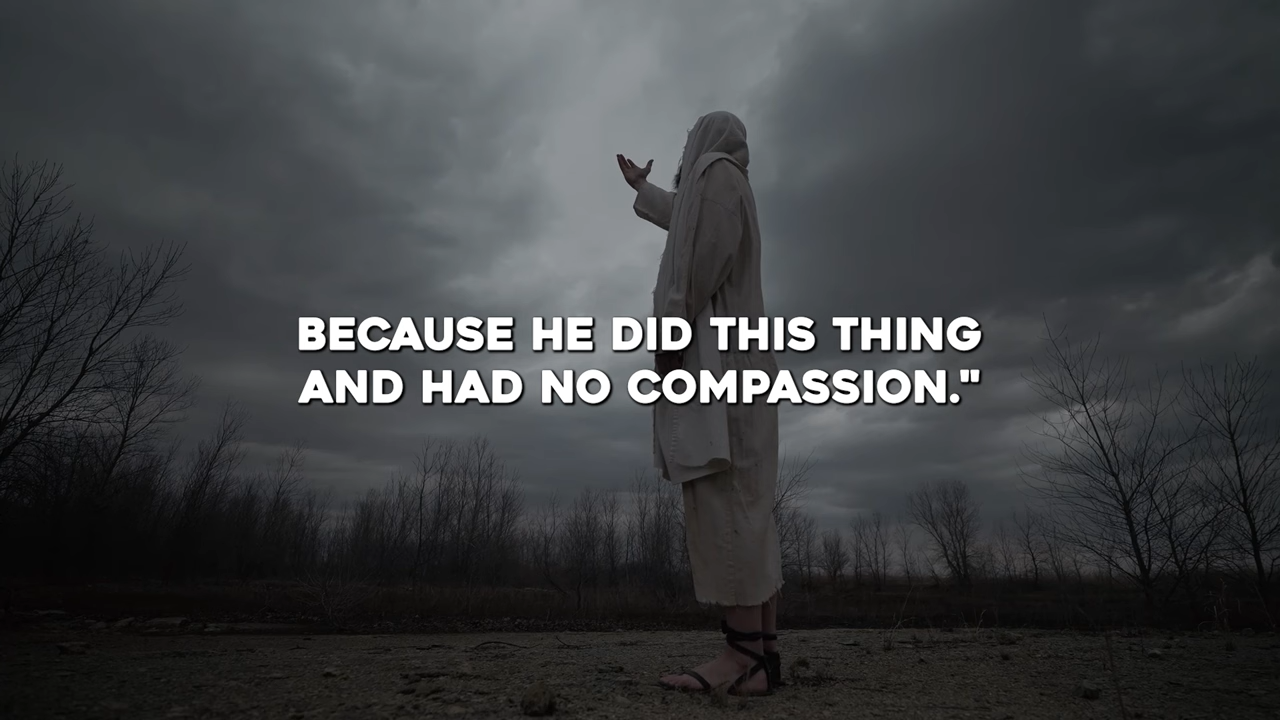 BECAUSE HE DID THIS THING
AND HAD NO COMPASSION."